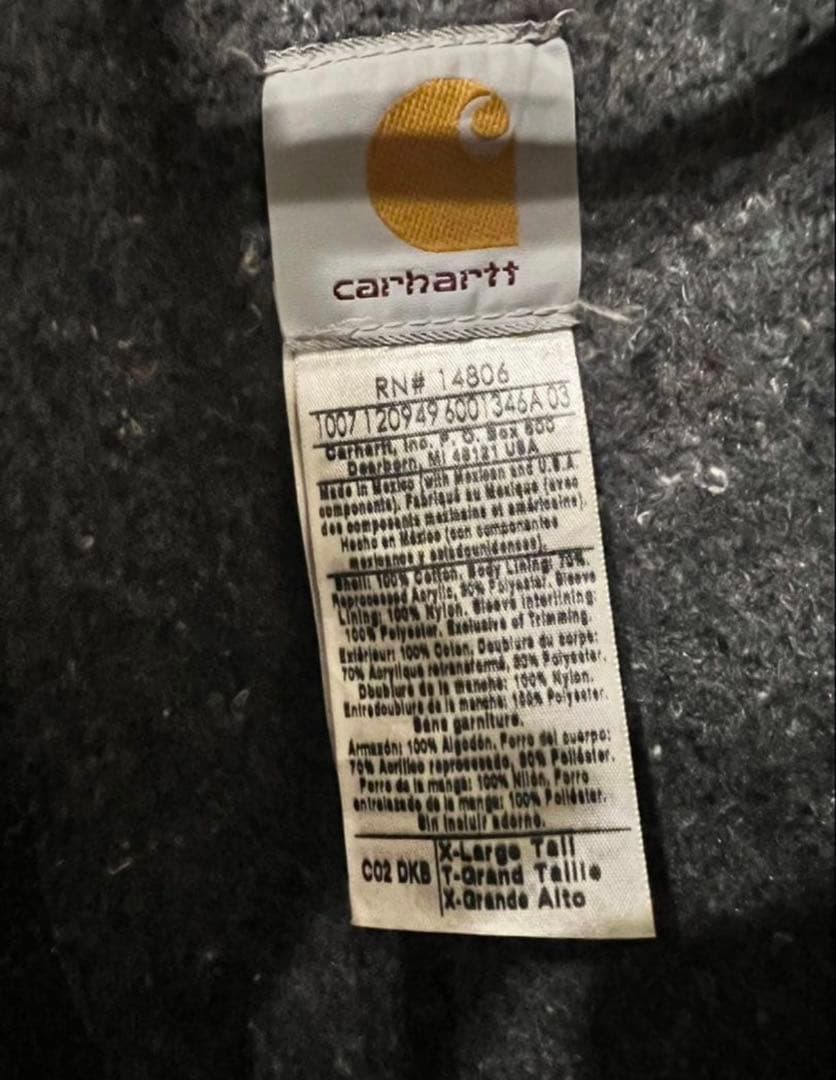 carhartt
RN# 14806
1007 120949 6001346A 03
Carhartt, Inc. P. O. Box 600
Dearborn, MI 48121 USA
Made in Mexico (with Mexican and U.S.A.
components). Fabriqué au Mexique (avec
des composants mexicains et américains).
Hecho en México (con componentes
mexicanos y estadounidenses).
Shell: 100% Cotton, Body Lining: 70%
Reprocessed Acrylic, 30% Polyester. Sleeve
Lining: 100% Nylon. Sleeve Interlining:
100% Polyester. Exclusive of Trimming.
Extérieur: 100% Coton. Doublure du corps:
70% Acrylique retransformé, 30% Polyester.
Doublure de la manche: 100% Nylon.
Entredoublure de la manche: 100% Polyester.
Sans garniture.
Armazón: 100% Algodón. Forro del cuerpo:
70% Acrílico reprocesado, 30% Poliéster.
Forro de la manga: 100% Nilón. Forro
entrelazado de la manga: 100% Poliéster.
Sin incluir adorno.
C02 DKB
X-Large Tall
T-Grand Taille
X-Grande Alto